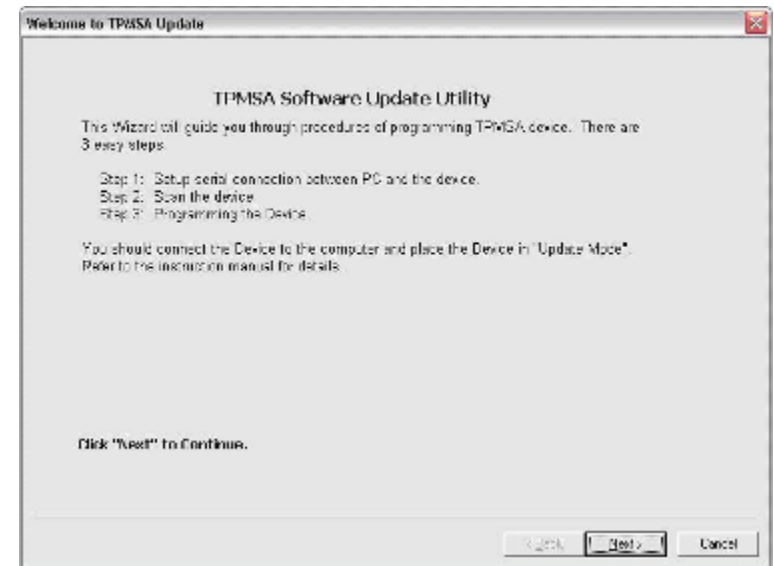 Welcome to TPMSA Update
TPMSA Software Update Utility
This Wizard will guide you through procedures of programming TPMSA device. There are
3 easy steps.
Step 1: Setup serial connection between PC and the device.
Step 2: Scan the device
Step 3: Programming the Device.
You should connect the Device to the computer and place the Device in "Update Mode".
Refer to the instruction manual for details.
Click "Next" to Continue.
< Back Next > Cancel